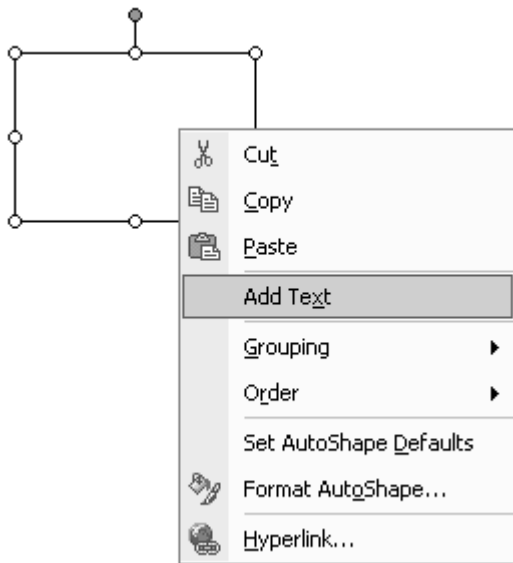 Cut
Copy
Paste
Add Text
Grouping
Order
Set AutoShape Defaults
Format AutoShape...
Hyperlink...